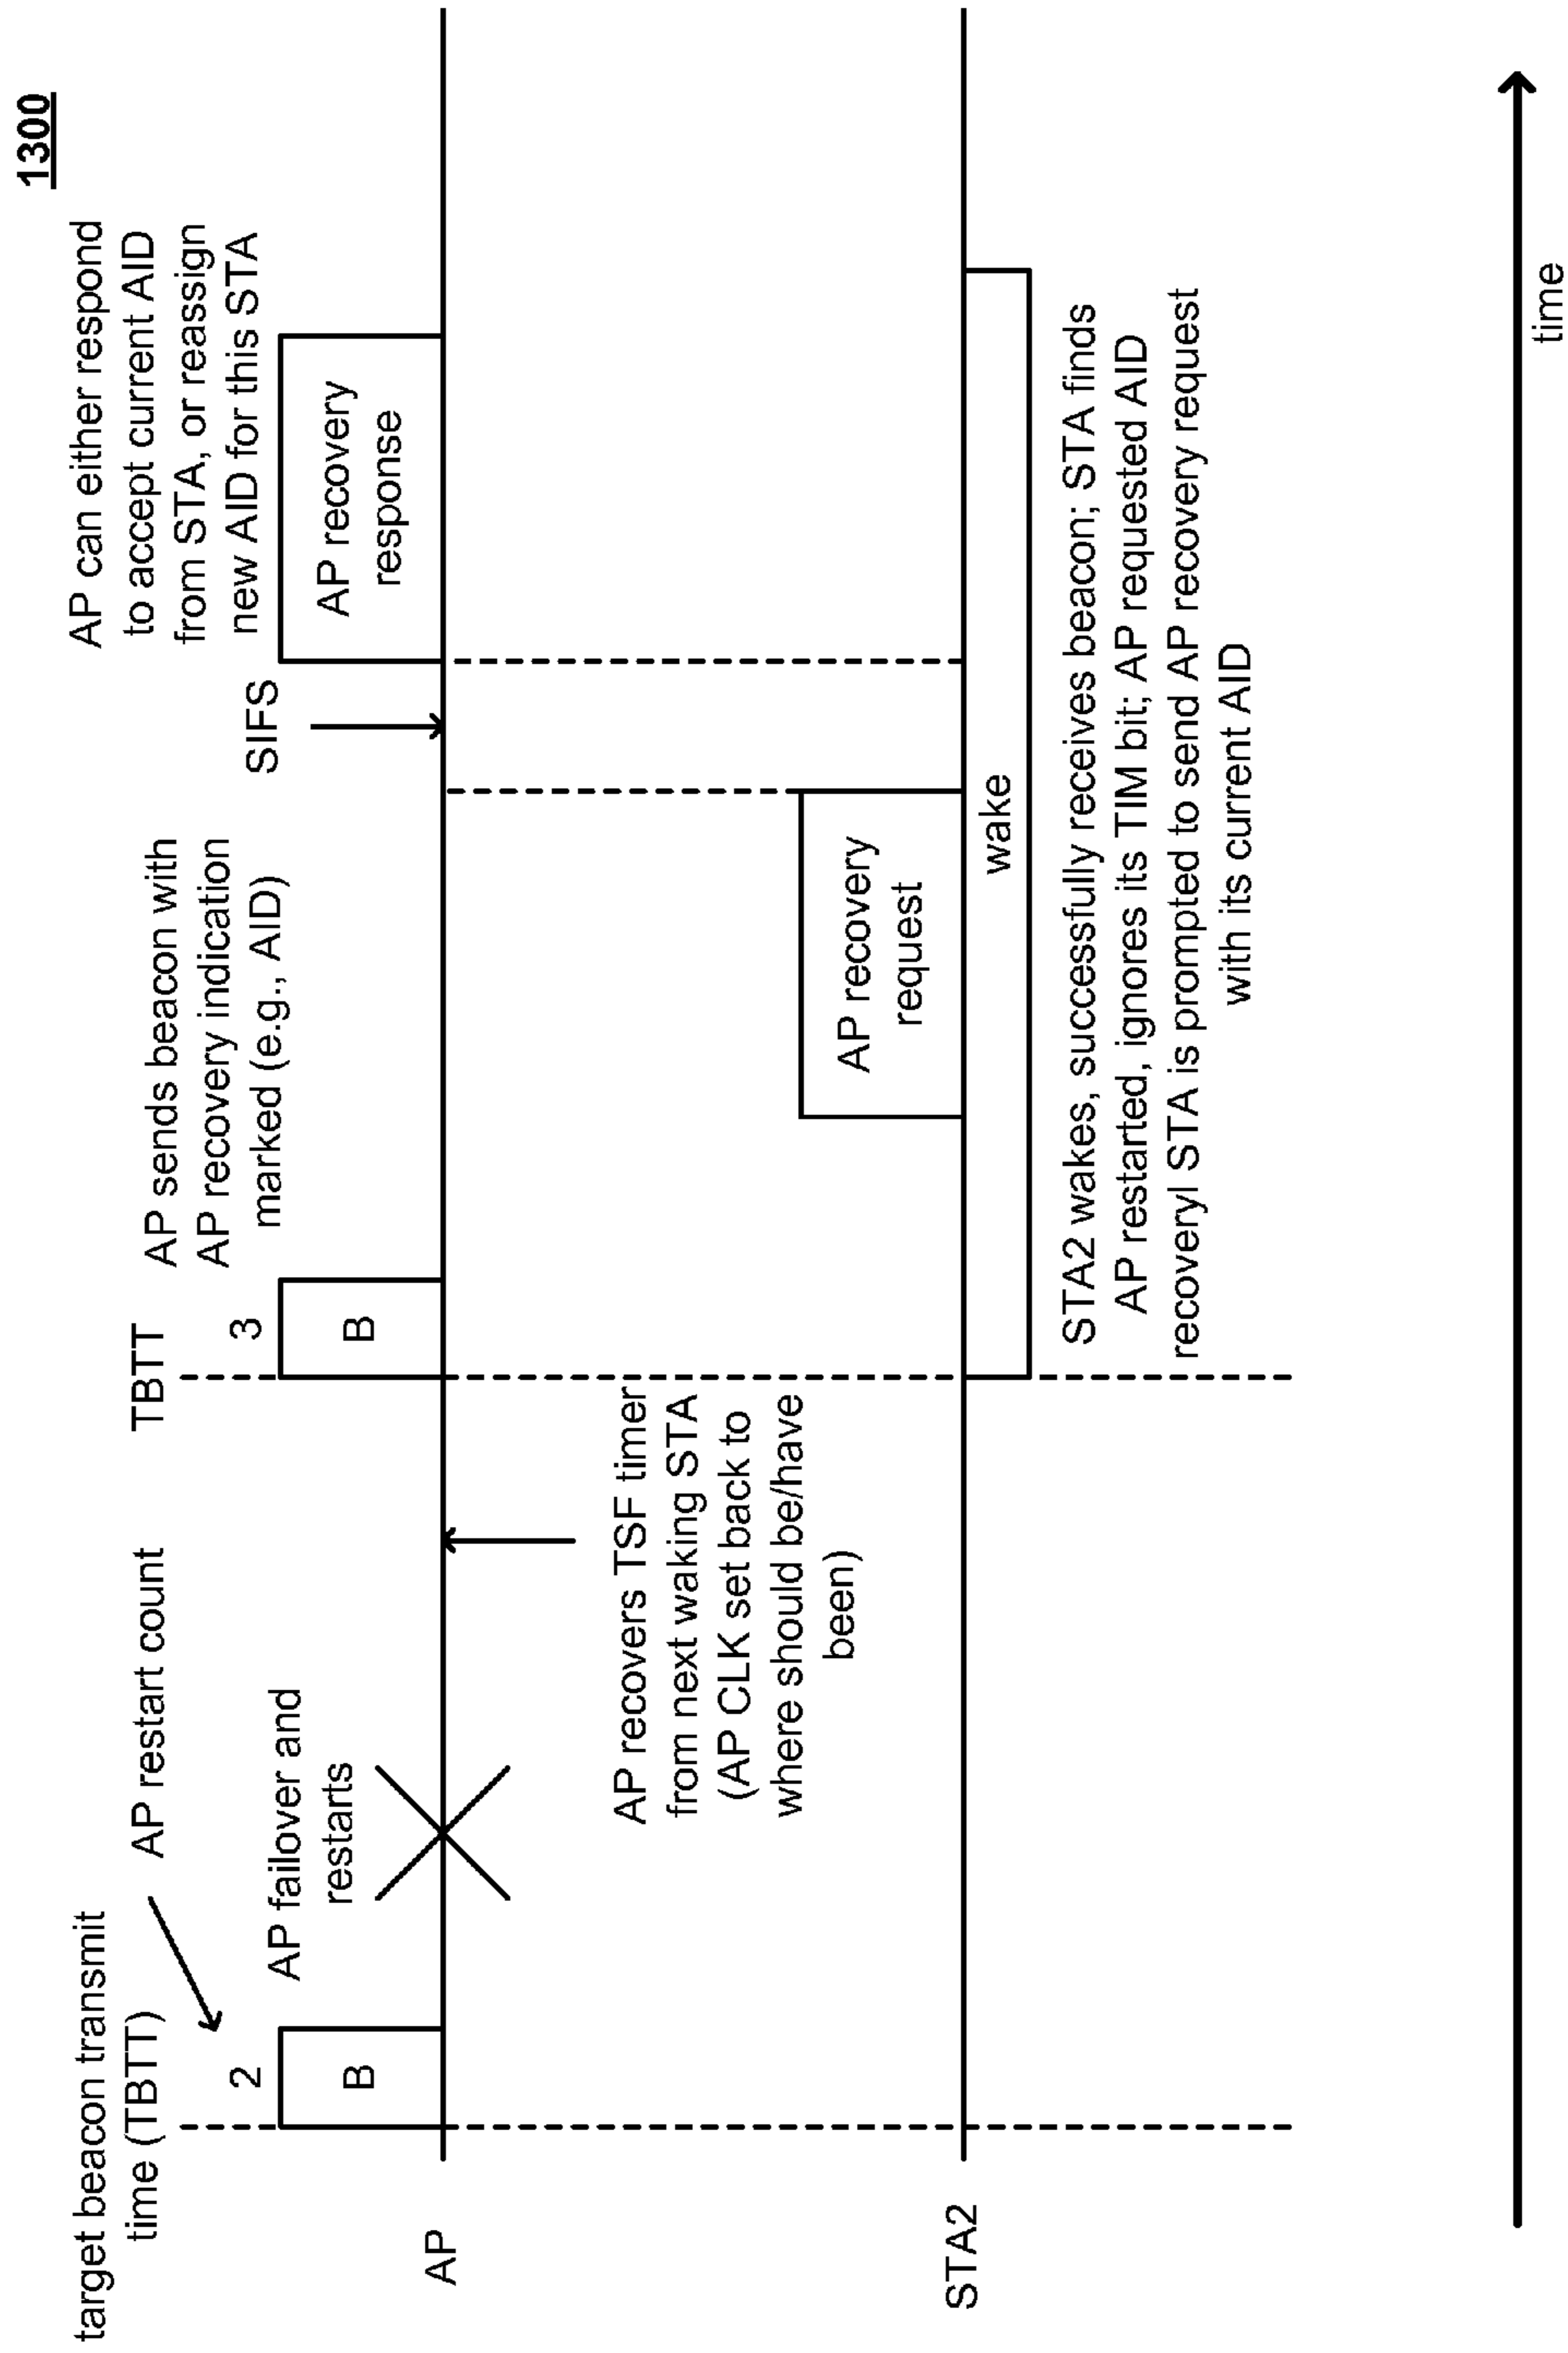 1300
target beacon transmit
time (TBTT)
AP restart count
2
B
AP failover and
restarts
TBTT
3
B
AP sends beacon with
AP recovery indication
marked (e.g., AID)
SIFS
AP can either respond
to accept current AID
from STA, or reassign
new AID for this STA
AP recovery
response
AP
AP recovers TSF timer
from next waking STA
(AP CLK set back to
where should be/have
been)
AP recovery
request
STA2
wake
STA2 wakes, successfully receives beacon; STA finds
AP restarted, ignores its TIM bit; AP requested AID
recoveryl STA is prompted to send AP recovery request
with its current AID
time